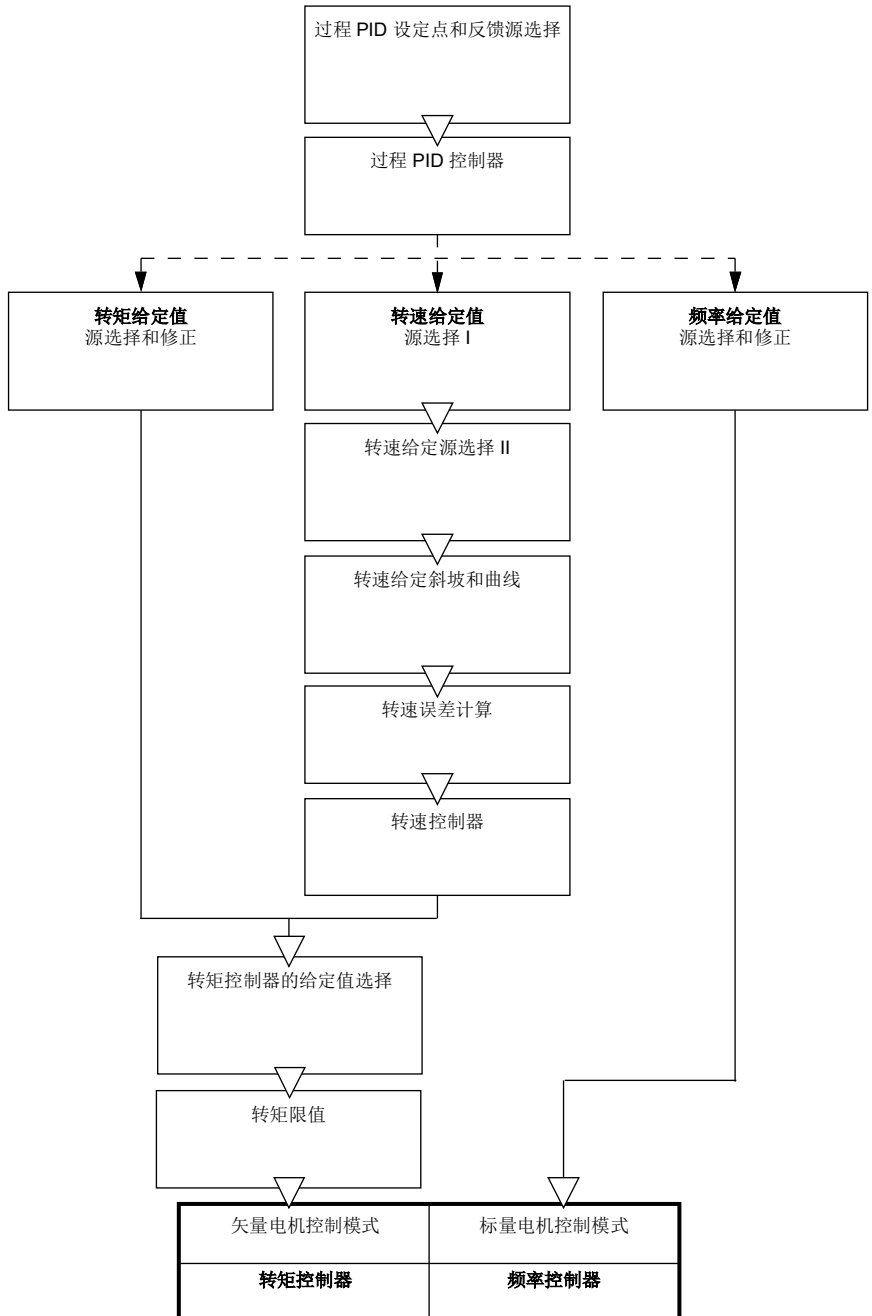 过程 PID 设定点和反馈源选择
过程 PID 控制器
转矩给定值
源选择和修正
转速给定值
源选择 I
频率给定值
源选择和修正
转速给定源选择 II
转速给定斜坡和曲线
转速误差计算
转速控制器
转矩控制器的给定值选择
转矩限值
矢量电机控制模式
标量电机控制模式
转矩控制器
频率控制器